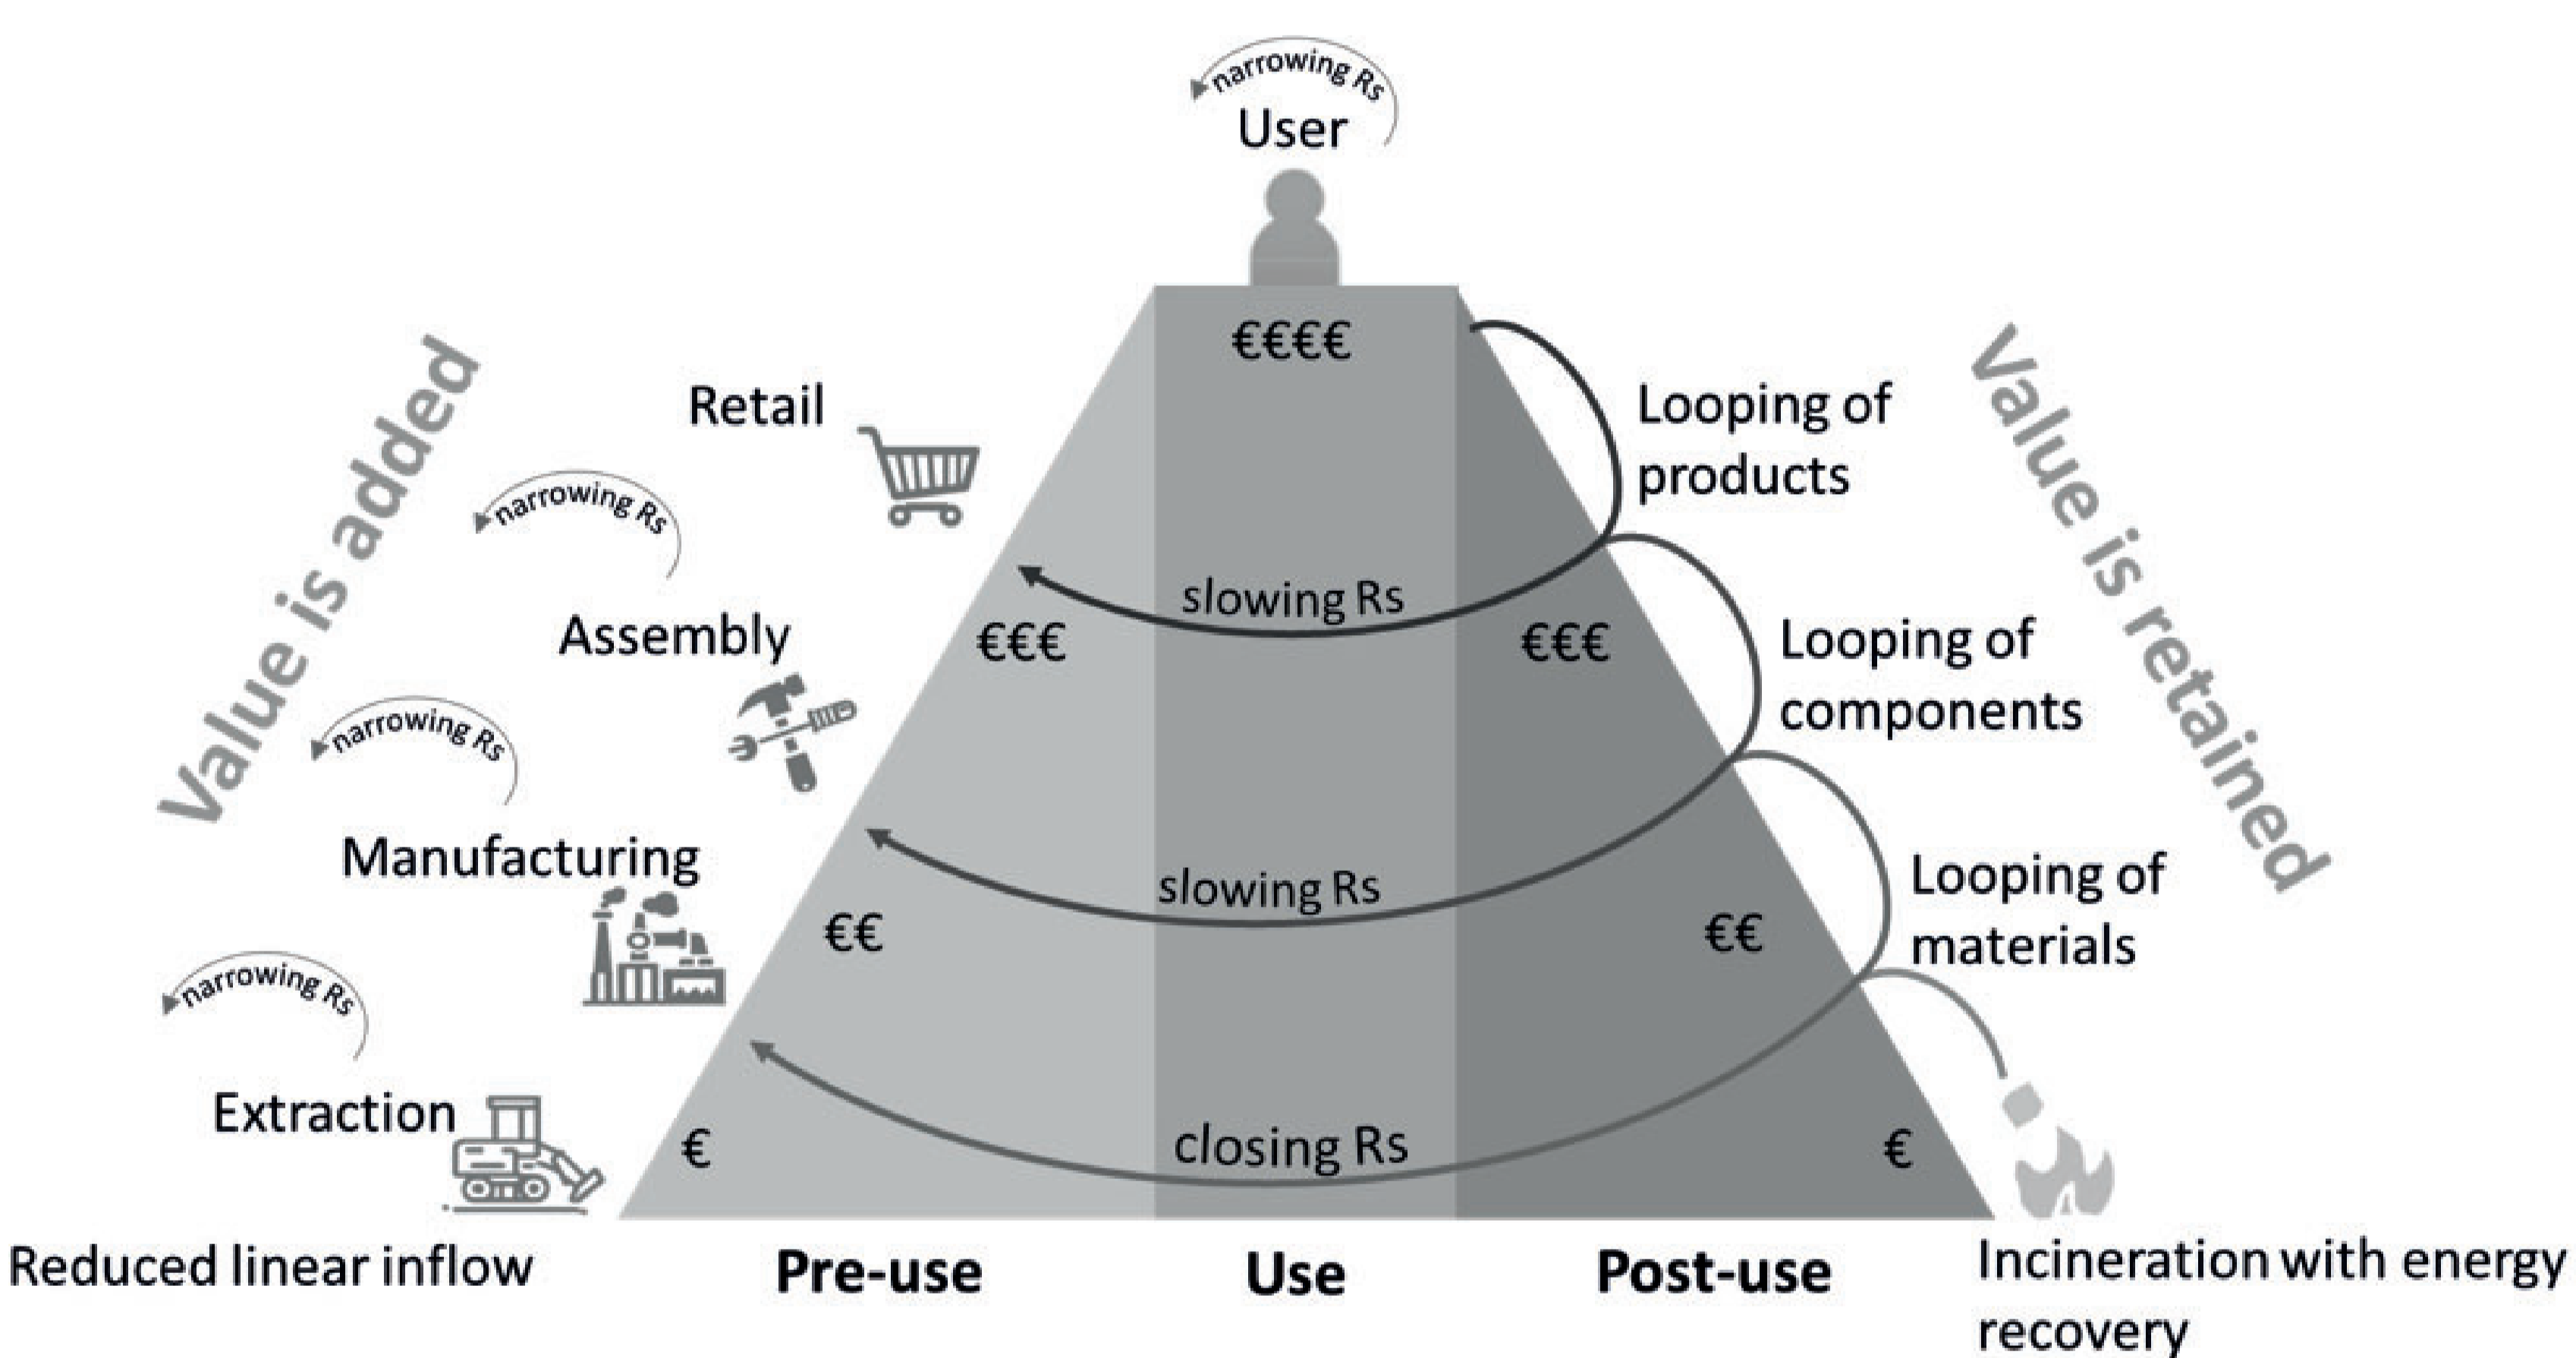 narrowing Rs
User
€€€€
Value is added
Value is retained
Retail
Looping of
products
narrowing Rs
slowing Rs
Assembly
€€€
€€€
Looping of
components
narrowing Rs
Manufacturing
slowing Rs
€€
€€
Looping of
materials
narrowing Rs
Extraction
€
closing Rs
€
Reduced linear inflow
Pre-use
Use
Post-use
Incineration with energy
recovery